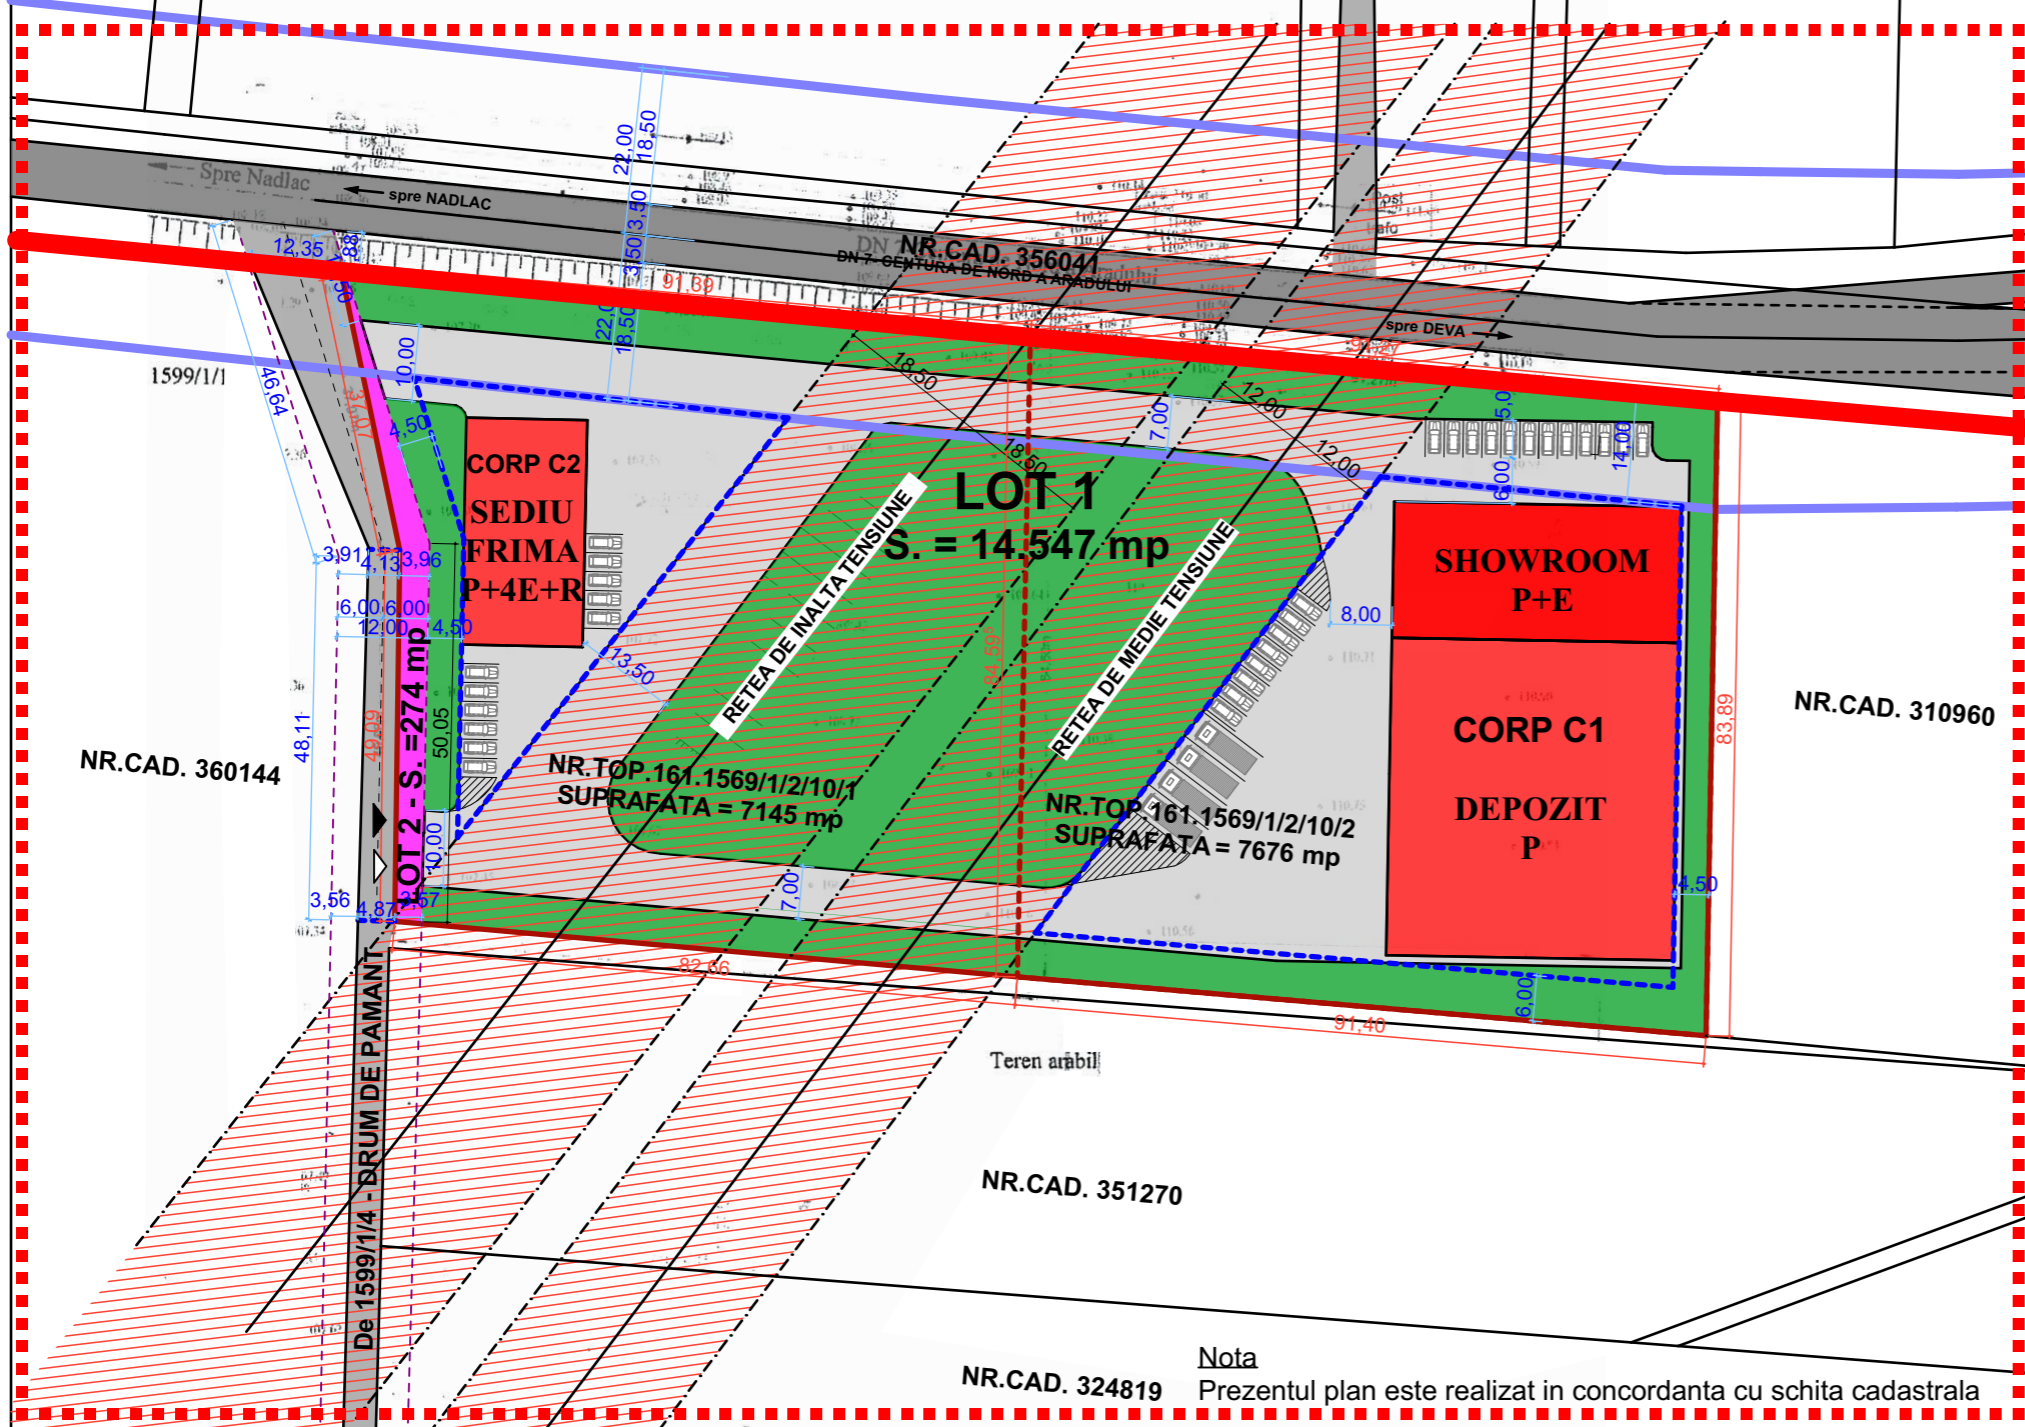 22,00
18,50
Spre Nadlac
spre NADLAC
3,50
3,50
12,35
NR.CAD. 356041
DN 7- CENTURA DE NORD A ARADULUI
91,39
spre DEVA
22,0
18,50
1599/1/1
46,64
37,07
10,00
4,50
18,50
18,50
12,00
12,00
7,00
5,0
6,00
14,00
CORP C2
SEDIU
FRIMA
P+4E+R
LOT 1
S. = 14.547 mp
RETEA DE INALTA TENSIUNE
RETEA DE MEDIE TENSIUNE
SHOWROOM
P+E
8,00
3,91
4,13
3,96
6,00
6,00
12,00
4,50
13,50
84,59
83,89
48,11
49,09
50,05
LOT 2 - S. =274 mp
NR.CAD. 360144
NR.CAD. 310960
CORP C1
DEPOZIT
P
NR.TOP.161.1569/1/2/10/1
SUPRAFATA = 7145 mp
NR.TOP.161.1569/1/2/10/2
SUPRAFATA = 7676 mp
10,00
7,00
4,50
3,56
4,87
3,57
82,66
6,00
91,40
Teren arabil
De 1599/1/4 - DRUM DE PAMANT
NR.CAD. 351270
NR.CAD. 324819
Nota
Prezentul plan este realizat in concordanta cu schita cadastrala